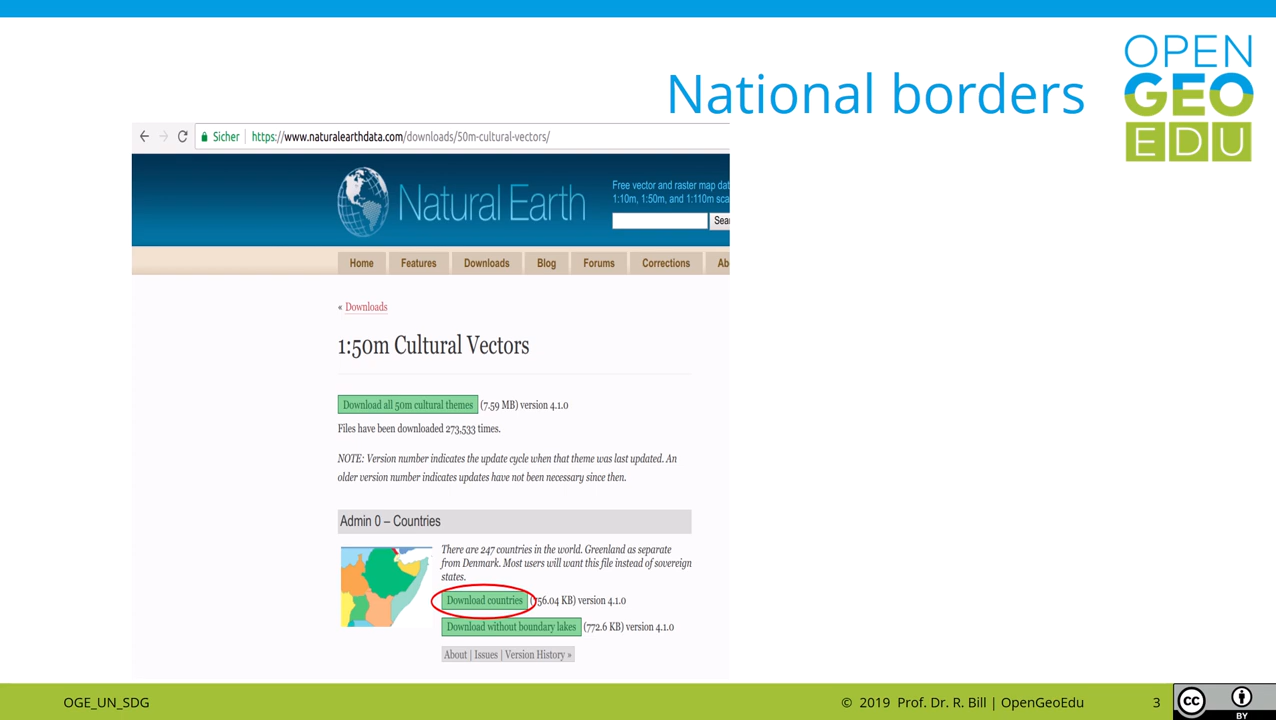 National borders
OPEN
GEO
EDU
Sicher
https://www.naturalearthdata.com/downloads/50m-cultural-vectors/
Natural Earth
Free vector and raster map dat
1:10m, 1:50m, and 1:110m sca
Sea
Home Features Downloads Blog Forums Corrections Ab
« Downloads
1:50m Cultural Vectors
Download all 50m cultural themes (7.59 MB) version 4.1.0
Files have been downloaded 273,533 times.
NOTE: Version number indicates the update cycle when that theme was last updated. An
older version number indicates updates have not been necessary since then.
Admin 0 – Countries
There are 247 countries in the world. Greenland as separate
from Denmark. Most users will want this file instead of sovereign
states.
Download countries (756.04 KB) version 4.1.0
Download without boundary lakes (772.6 KB) version 4.1.0
About | Issues | Version History »
OGE_UN_SDG
© 2019 Prof. Dr. R. Bill | OpenGeoEdu
3
CC
BY